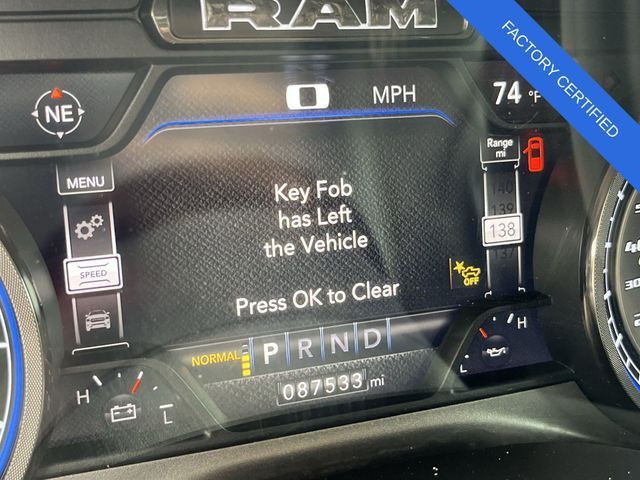 RAM
FACTORY CERTIFIED
NE
0 MPH
74 °F
MENU
Range
mi
140
139
138
137
Key Fob
has Left
the Vehicle
SPEED
OFF
Press OK to Clear
NORMAL P R N D
087533 mi
H L
L H